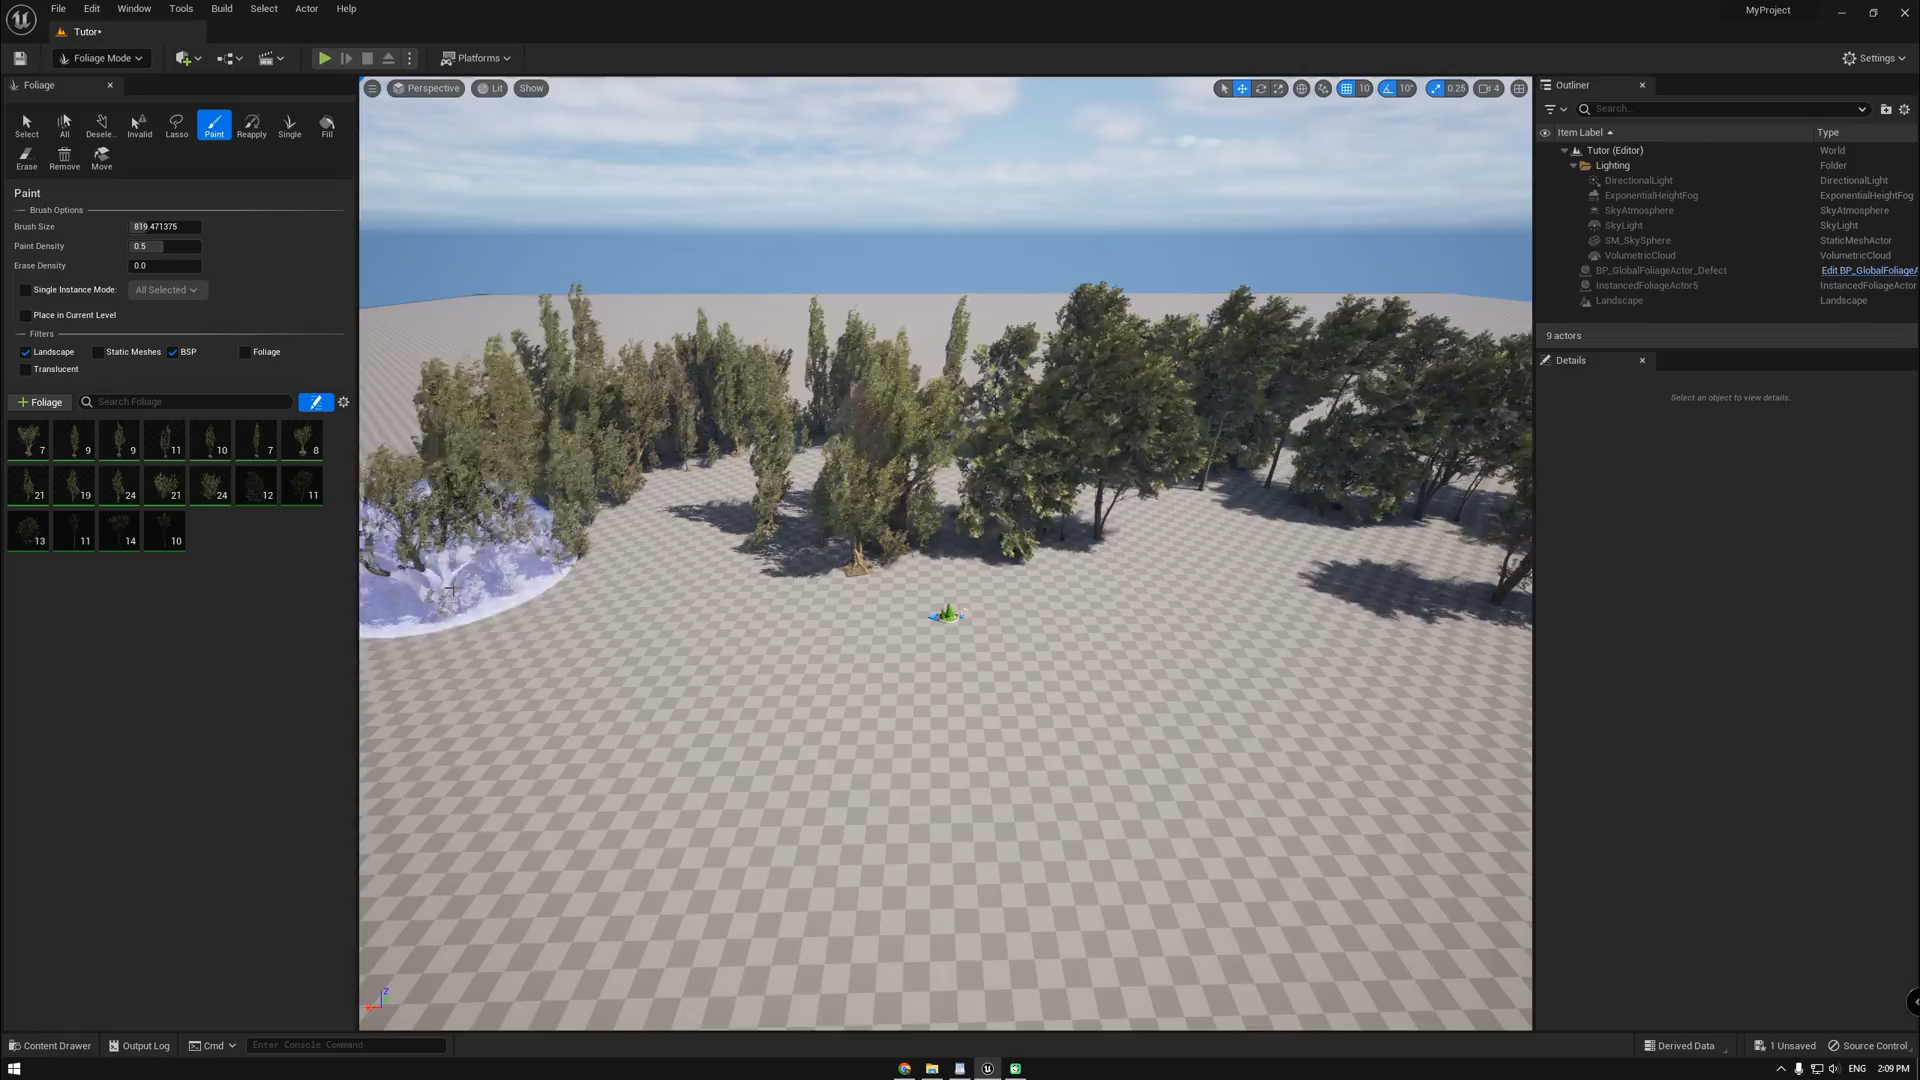 File Edit Window Tools Build Select Actor Help
MyProject
Tutor*
Foliage Mode
Platforms
Settings
Foliage
Select All Desele... Invalid Lasso Paint Reapply Single Fill
Erase Remove Move
Paint
Brush Options
Brush Size 819.471375
Paint Density 0.5
Erase Density 0.0
Single Instance Mode: All Selected
Place in Current Level
Filters
Landscape Static Meshes BSP Foliage
Translucent
+ Foliage Search Foliage
7 9 9 11 10 7 8
21 19 24 21 24 12 11
13 11 14 10
Perspective Lit Show
10 10° 0.25 4
Z
Outliner
Search...
Item Label Type
Tutor (Editor) World
Lighting Folder
DirectionalLight DirectionalLight
ExponentialHeightFog ExponentialHeightFog
SkyAtmosphere SkyAtmosphere
SkyLight SkyLight
SM_SkySphere StaticMeshActor
VolumetricCloud VolumetricCloud
BP_GlobalFoliageActor_Defect Edit BP_GlobalFoliageA
InstancedFoliageActor5 InstancedFoliageActor
Landscape Landscape
9 actors
Details
Select an object to view details.
Content Drawer Output Log Cmd Enter Console Command
Derived Data 1 Unsaved Source Control
ENG 2:09 PM